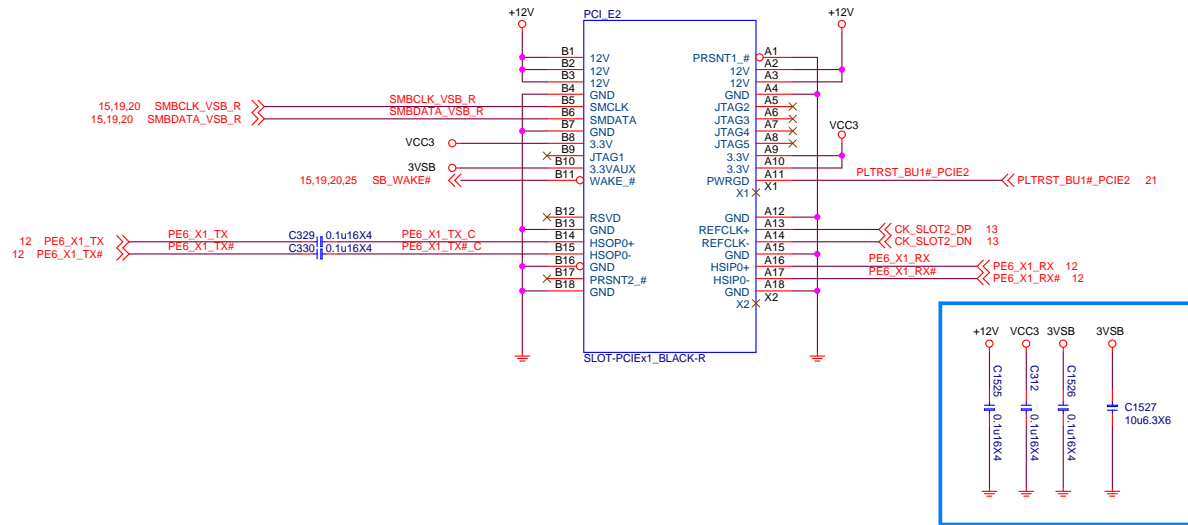 +12V
PCI_E2
+12V
B1 12V
B2 12V
B3 12V
B4 GND
15,19,20 SMBCLK_VSB_R SMBCLK_VSB_R B5 SMCLK
15,19,20 SMBDATA_VSB_R SMBDATA_VSB_R B6 SMDATA
B7 GND
VCC3 B8 3.3V
B9 JTAG1
3VSB B10 3.3VAUX
15,19,20,25 SB_WAKE# B11 WAKE_#
B12 RSVD
B13 GND
12 PE6_X1_TX PE6_X1_TX C329 0.1u16X4 PE6_X1_TX_C B14 HSOP0+
12 PE6_X1_TX# PE6_X1_TX# C330 0.1u16X4 PE6_X1_TX#_C B15 HSOP0-
B16 GND
B17 PRSNT2_#
B18 GND
PRSNT1_# A1
12V A2
12V A3
GND A4
JTAG2 A5
JTAG3 A6
JTAG4 A7
JTAG5 A8
VCC3
3.3V A9
3.3V A10
PWRGD A11 PLTRST_BU1#_PCIE2 PLTRST_BU1#_PCIE2 21
X1 X1
GND A12
REFCLK+ A13 CK_SLOT2_DP 13
REFCLK- A14 CK_SLOT2_DN 13
GND A15
HSIP0+ A16 PE6_X1_RX PE6_X1_RX 12
HSIP0- A17 PE6_X1_RX# PE6_X1_RX# 12
GND A18
X2 X2
SLOT-PCIEx1_BLACK-R
+12V VCC3 3VSB 3VSB
C1525 0.1u16X4
C312 0.1u16X4
C1526 0.1u16X4
C1527
10u6.3X6